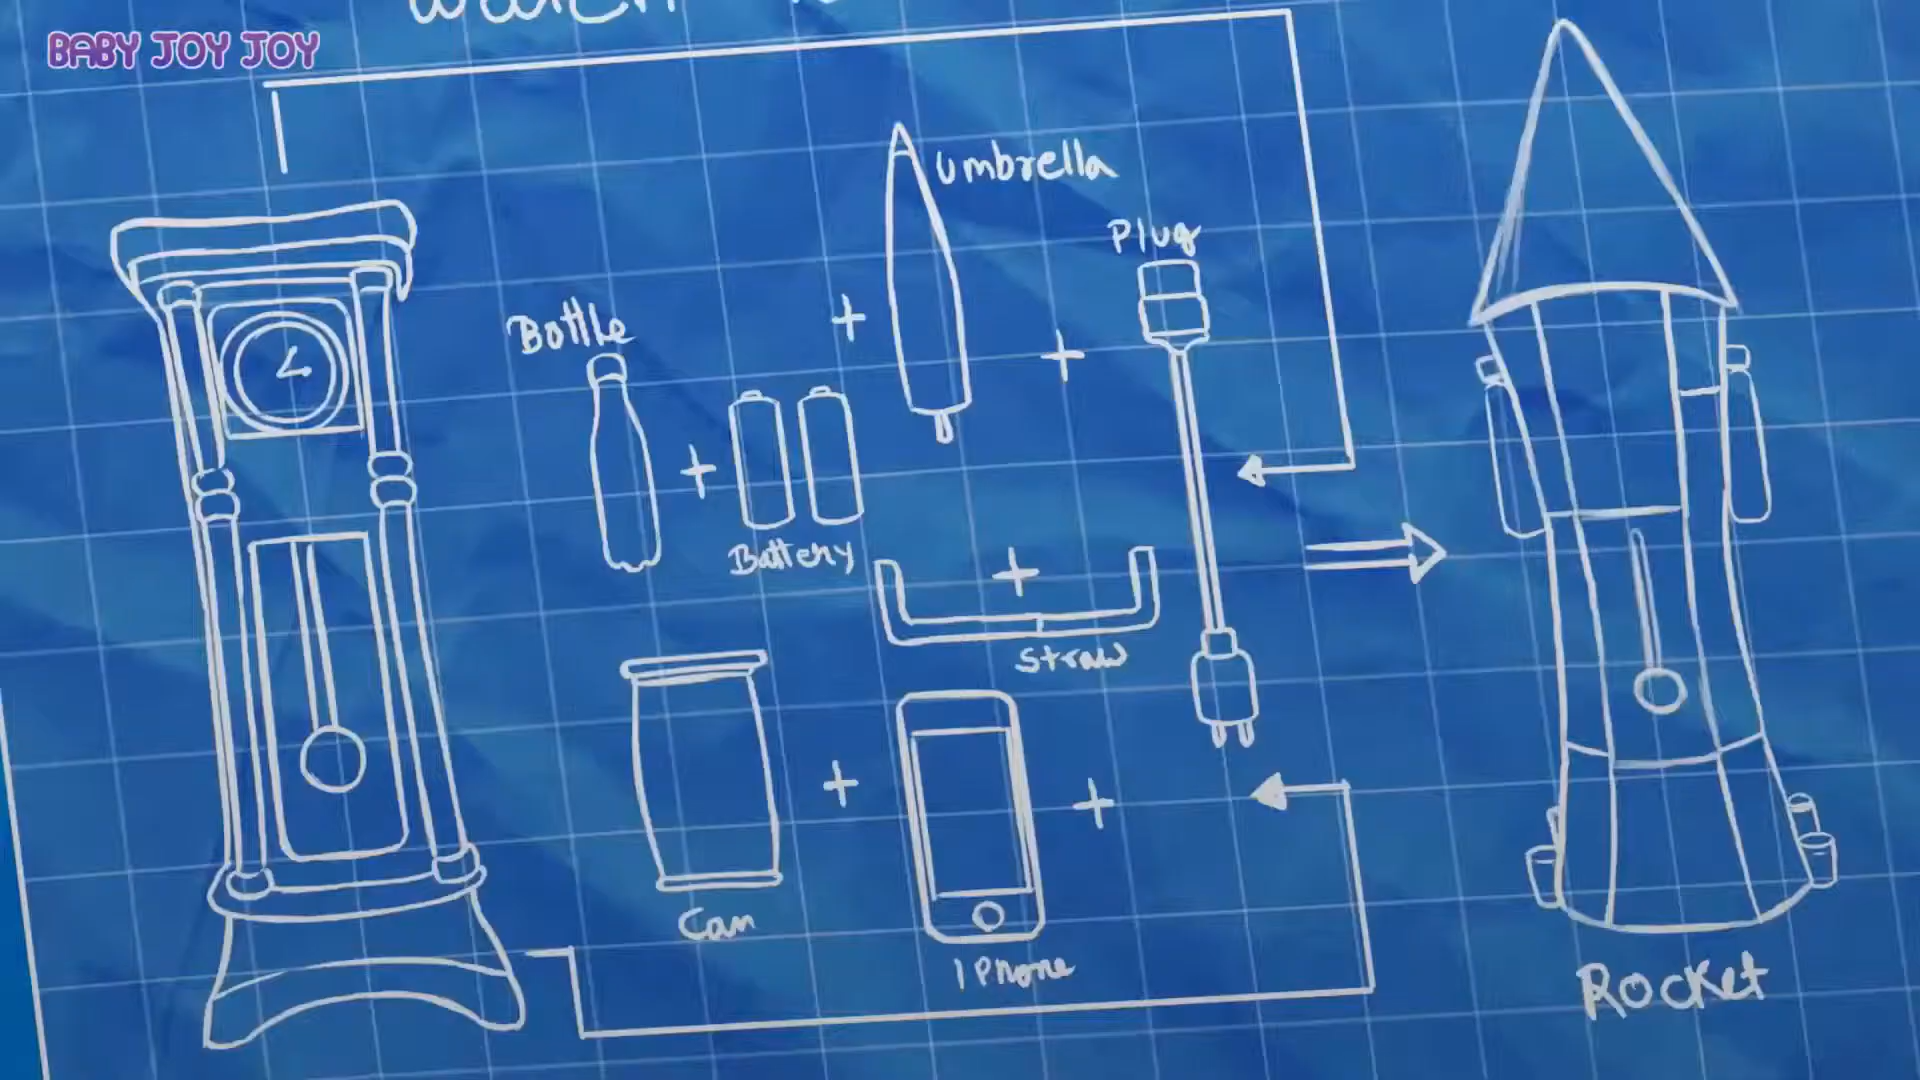 BABY JOY JOY
umbrella
Plug
Bottle
Battery
Straw
Can
IPhone
Rocket